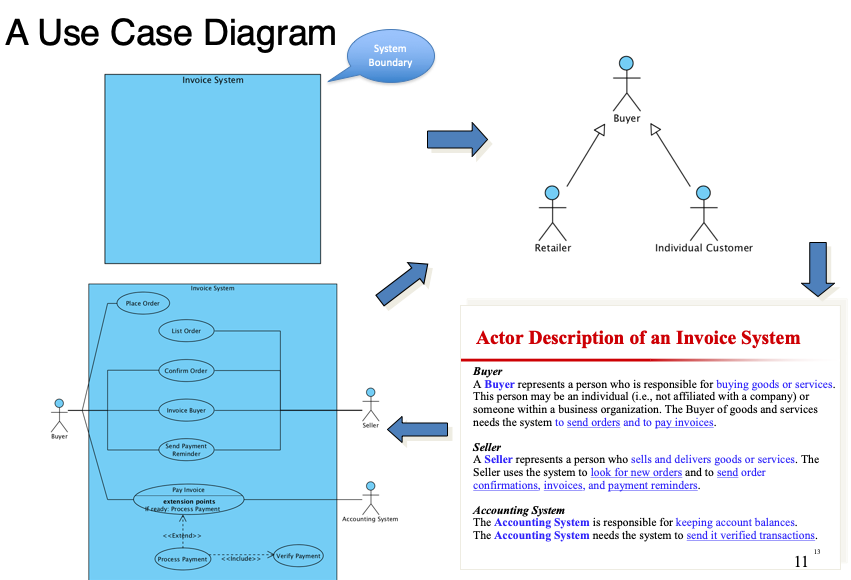 A Use Case Diagram
System
Boundary
Invoice System
Buyer
Retailer
Individual Customer
Invoice System
Place Order
List Order
Confirm Order
Invoice Buyer
Send Payment
Reminder
Buyer
Seller
Pay Invoice
extension points
If ready: Process Payment
Accounting System
<<Extend>>
Process Payment
<<Include>>
Verify Payment
Actor Description of an Invoice System
Buyer
A Buyer represents a person who is responsible for buying goods or services.
This person may be an individual (i.e., not affiliated with a company) or
someone within a business organization. The Buyer of goods and services
needs the system to send orders and to pay invoices.
Seller
A Seller represents a person who sells and delivers goods or services. The
Seller uses the system to look for new orders and to send order
confirmations, invoices, and payment reminders.
Accounting System
The Accounting System is responsible for keeping account balances.
The Accounting System needs the system to send it verified transactions.
13
11